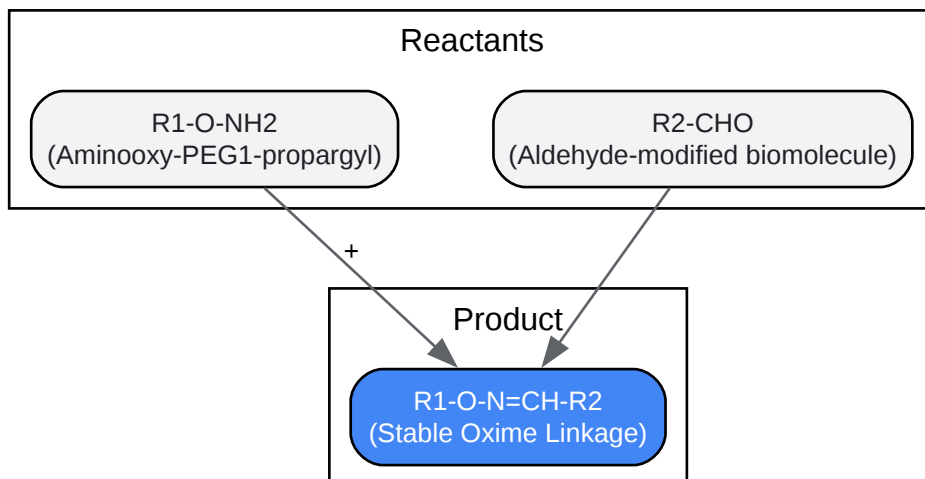 Reactants
R1-O-NH2
(Aminooxy-PEG1-propargyl)
R2-CHO
(Aldehyde-modified biomolecule)
+
Product
R1-O-N=CH-R2
(Stable Oxime Linkage)